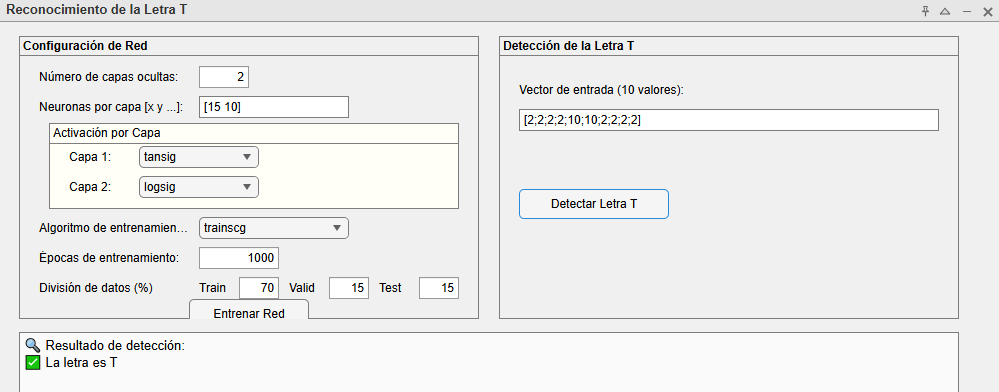 Reconocimiento de la Letra T
Configuración de Red
Número de capas ocultas: 2
Neuronas por capa [x y ...]: [15 10]
Activación por Capa
Capa 1: tansig
Capa 2: logsig
Algoritmo de entrenamien... trainscg
Épocas de entrenamiento: 1000
División de datos (%) Train 70 Valid 15 Test 15
Entrenar Red
Detección de la Letra T
Vector de entrada (10 valores):
[2;2;2;2;10;10;2;2;2;2]
Detectar Letra T
Resultado de detección:
La letra es T